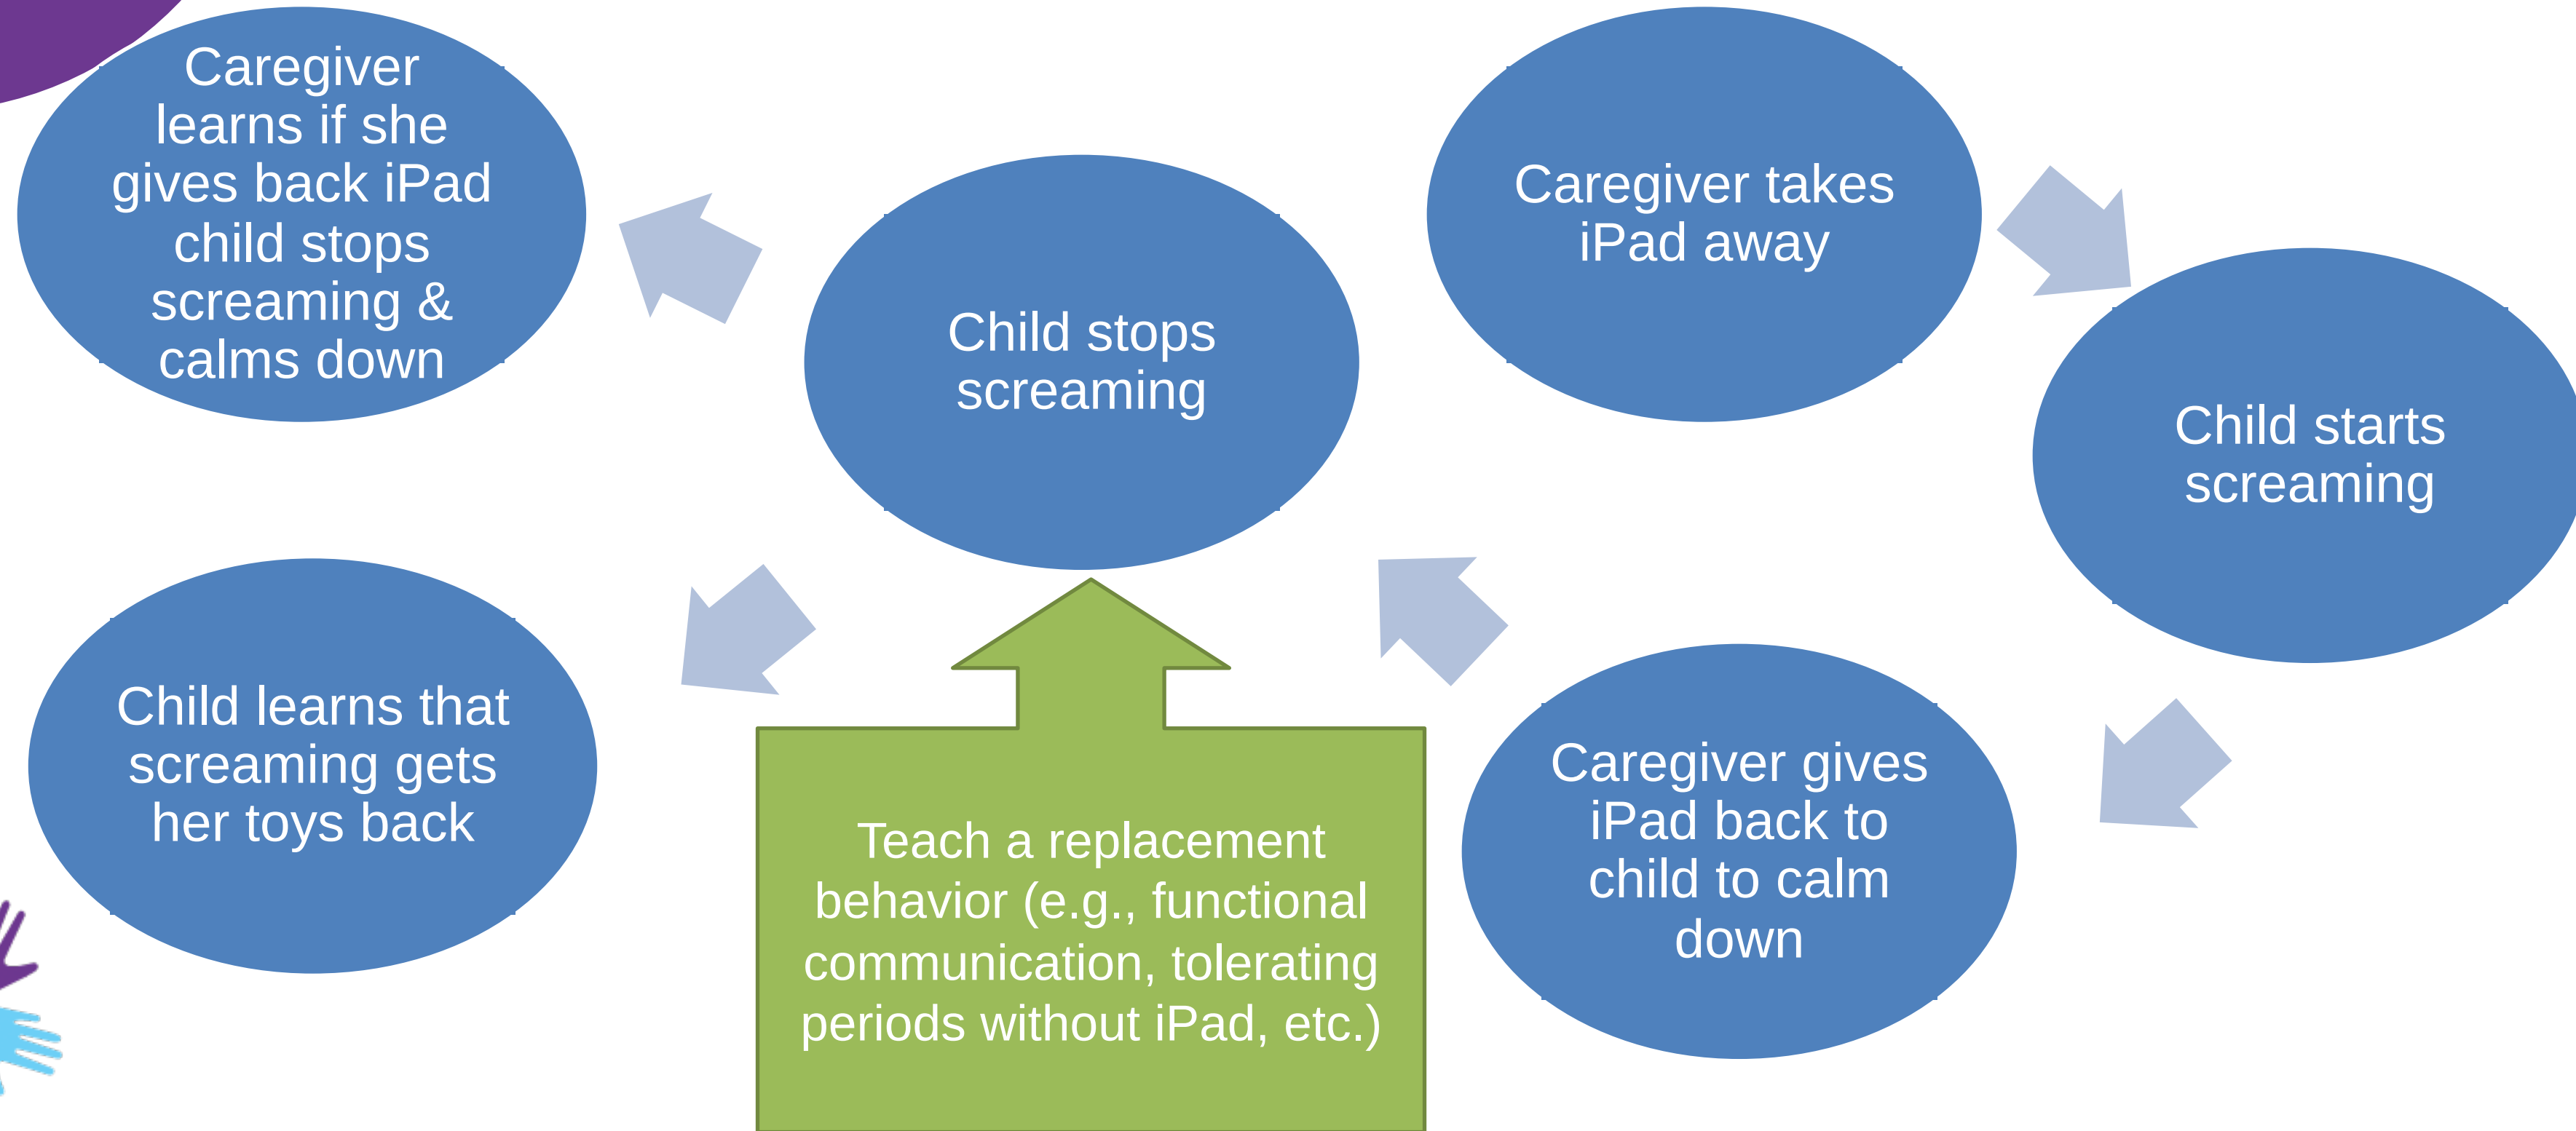 Caregiver
learns if she
gives back iPad
child stops
screaming &
calms down
Child stops
screaming
Caregiver takes
iPad away
Child starts
screaming
Child learns that
screaming gets
her toys back
Teach a replacement
behavior (e.g., functional
communication, tolerating
periods without iPad, etc.)
Caregiver gives
iPad back to
child to calm
down